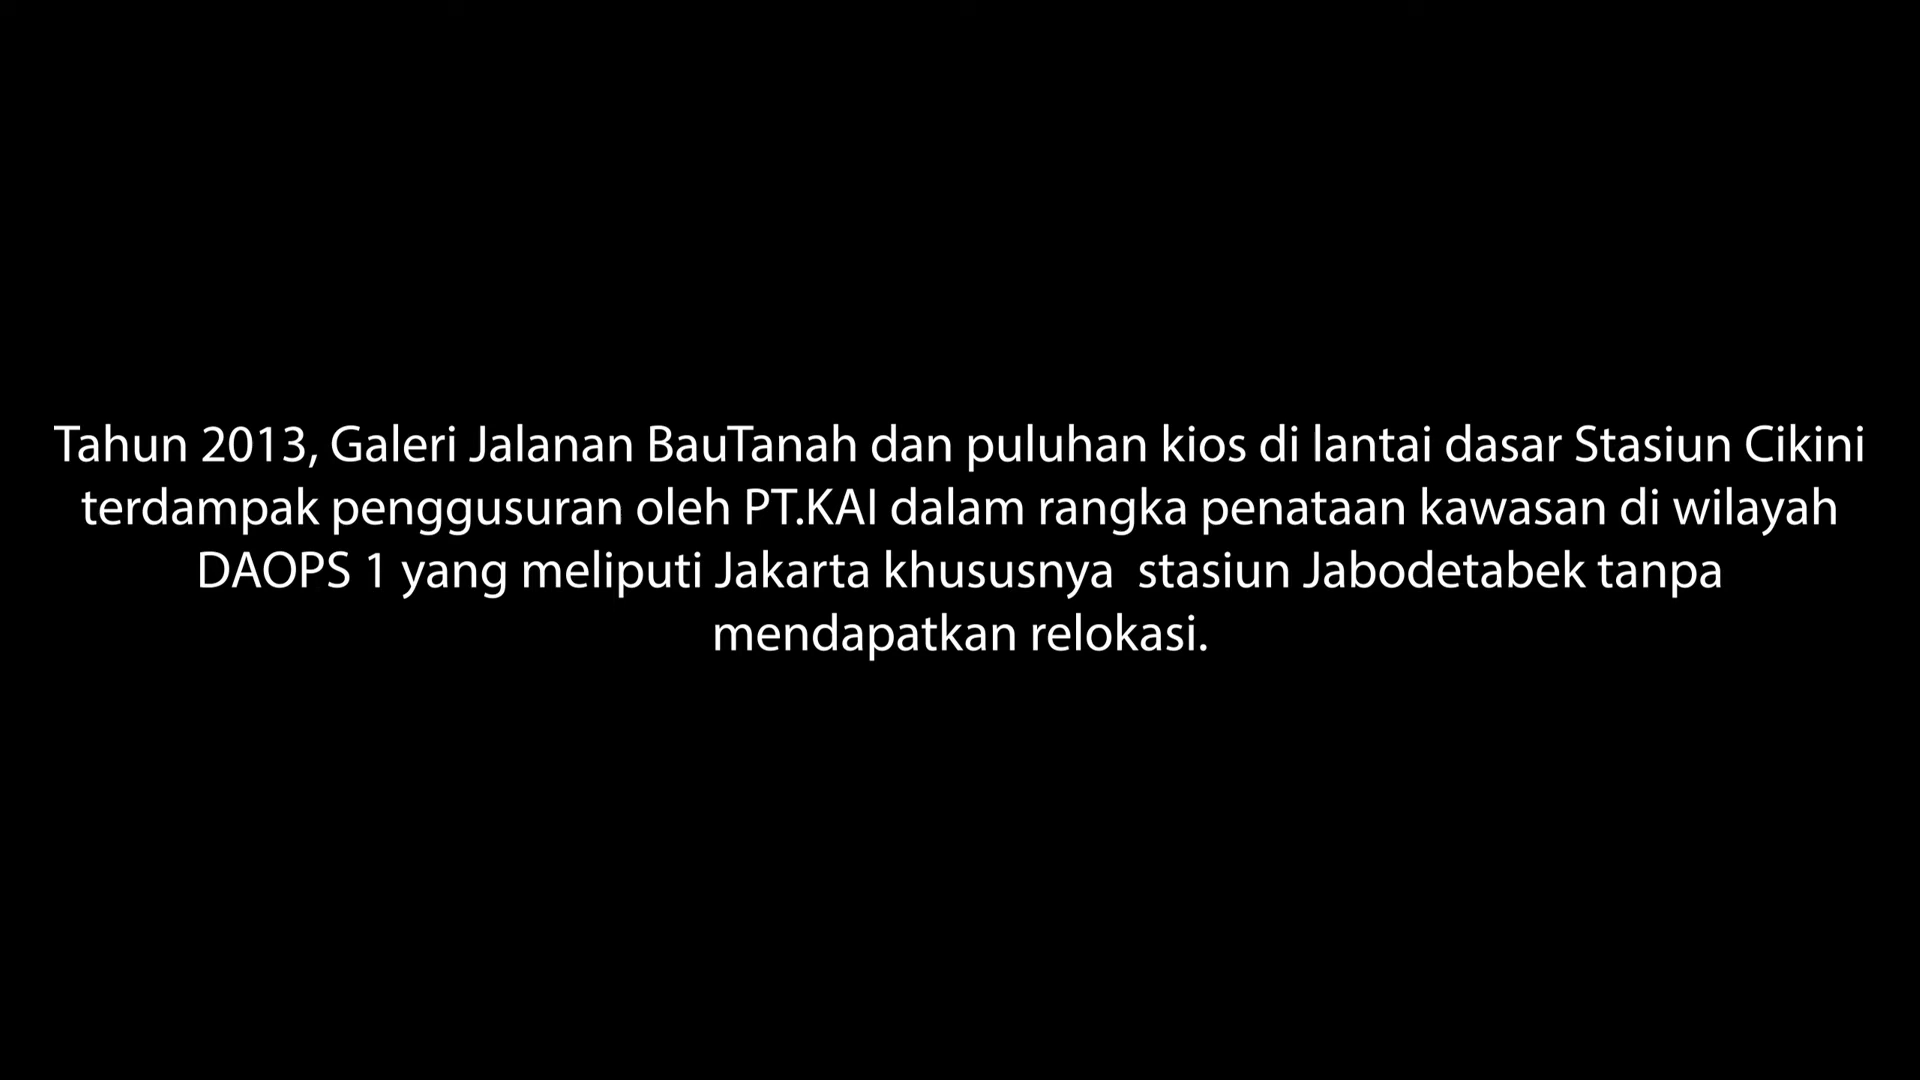 Tahun 2013, Galeri Jalanan BauTanah dan puluhan kios di lantai dasar Stasiun Cikini
terdampak penggusuran oleh PT.KAI dalam rangka penataan kawasan di wilayah
DAOPS 1 yang meliputi Jakarta khususnya  stasiun Jabodetabek tanpa
mendapatkan relokasi.